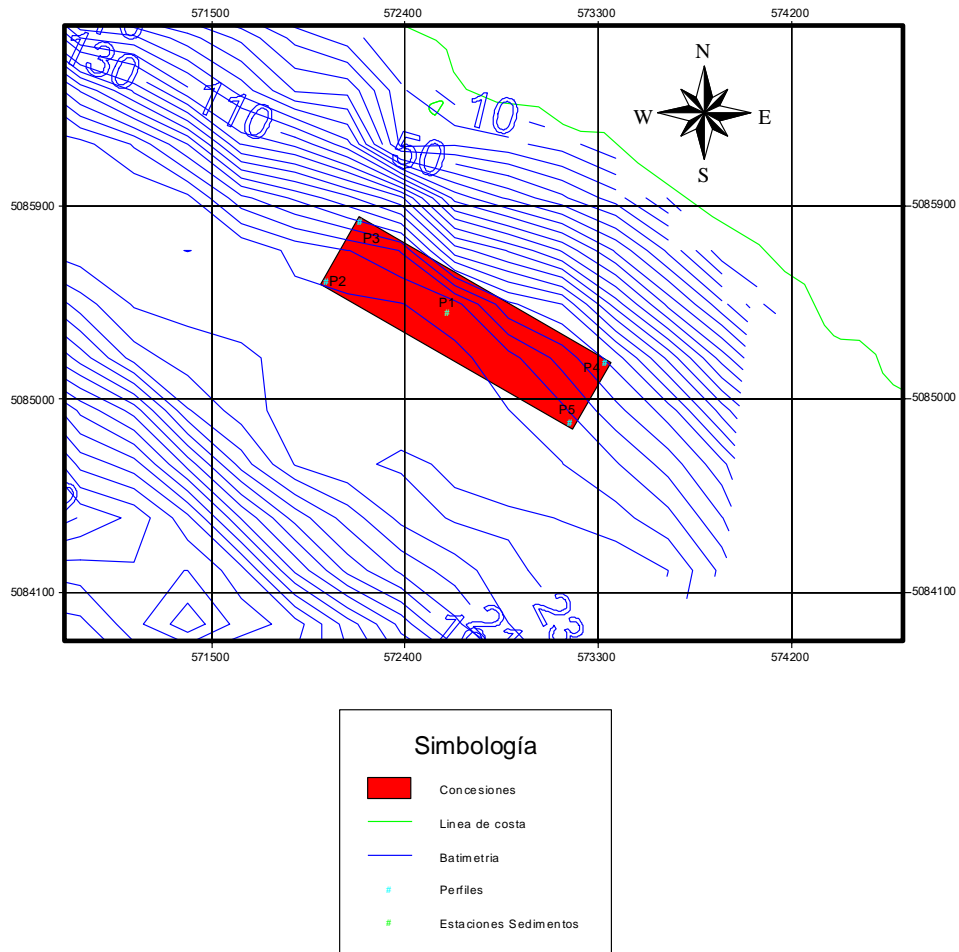 571500 572400 573300 574200
130
110
10
50
N
W E
S
5085900 5085900
P3
P2
P1
P4
P5
5085000 5085000
5084100 5084100
571500 572400 573300 574200
Simbología
Concesiones
Linea de costa
Batimetria
# Perfiles
# Estaciones Sedimentos